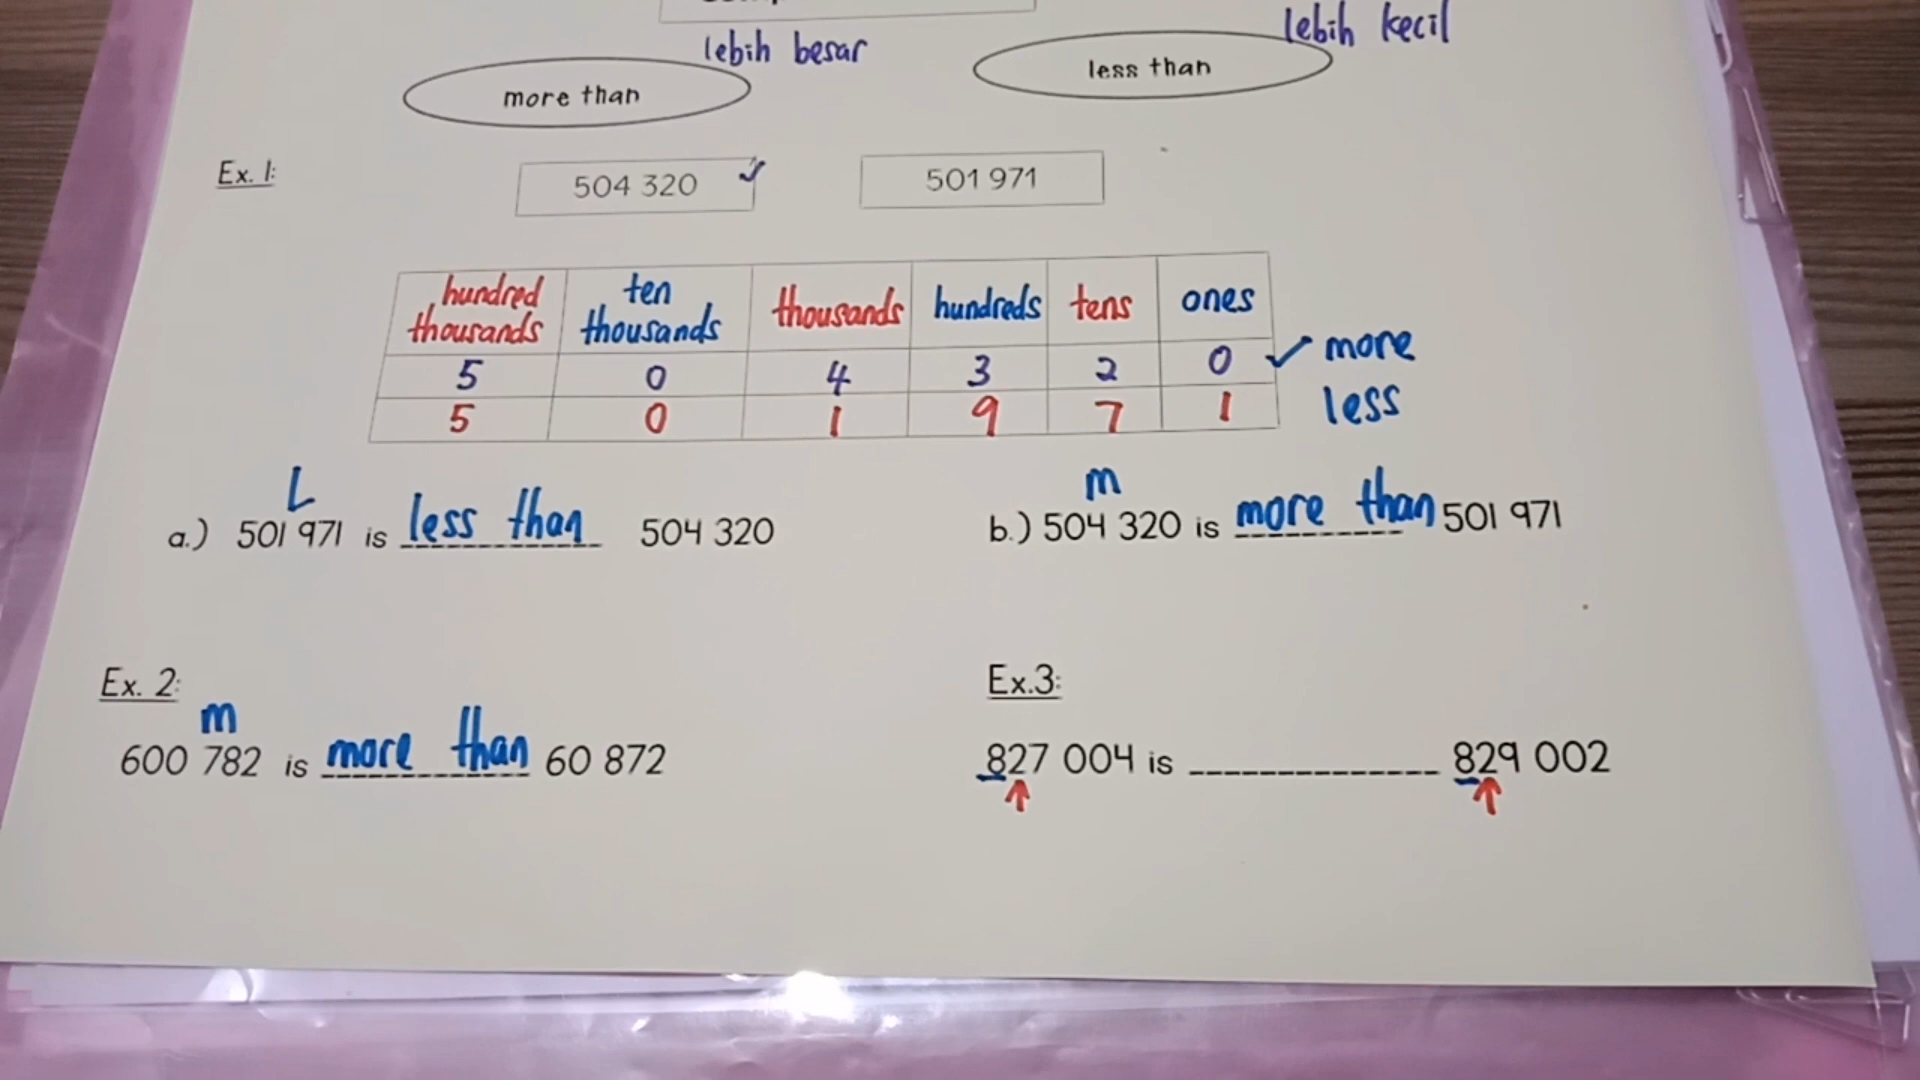 lebih besar
lebih kecil
more than
less than
Ex. 1:
504 320
501 971
hundred thousands ten thousands thousands hundreds tens ones
5 0 4 3 2 0 ✓ more
5 0 1 9 7 1 less
L
a.) 501 971 is less than 504 320
m
b.) 504 320 is more than 501 971
Ex. 2:
m
600 782 is more than 60 872
Ex.3:
827 004 is ______________ 829 002